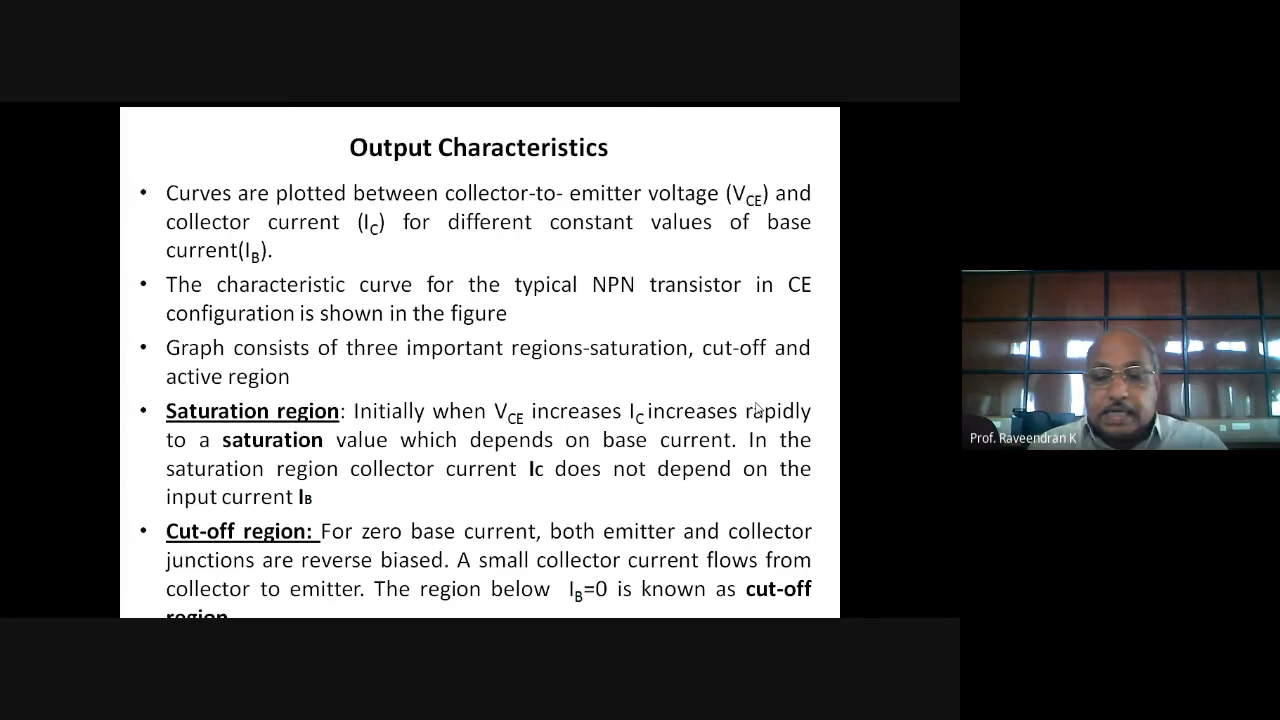 Output Characteristics
• Curves are plotted between collector-to- emitter voltage (VCE) and
collector current (IC) for different constant values of base
current(IB).
• The characteristic curve for the typical NPN transistor in CE
configuration is shown in the figure
• Graph consists of three important regions-saturation, cut-off and
active region
• Saturation region: Initially when VCE increases IC increases rapidly
to a saturation value which depends on base current. In the
saturation region collector current IC does not depend on the
input current IB
• Cut-off region: For zero base current, both emitter and collector
junctions are reverse biased. A small collector current flows from
collector to emitter. The region below IB=0 is known as cut-off
region
Prof. Raveendran K